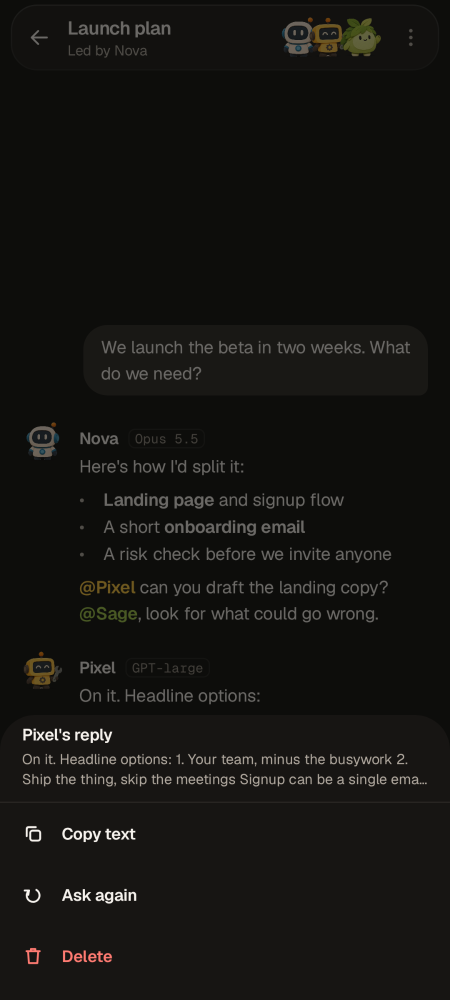 Launch plan
Led by Nova
We launch the beta in two weeks. What
do we need?
Nova Opus 5.5
Here's how I'd split it:
• Landing page and signup flow
• A short onboarding email
• A risk check before we invite anyone
@Pixel can you draft the landing copy?
@Sage, look for what could go wrong.
Pixel GPT-large
On it. Headline options:
Pixel's reply
On it. Headline options: 1. Your team, minus the busywork 2.
Ship the thing, skip the meetings Signup can be a single ema…
Copy text
Ask again
Delete